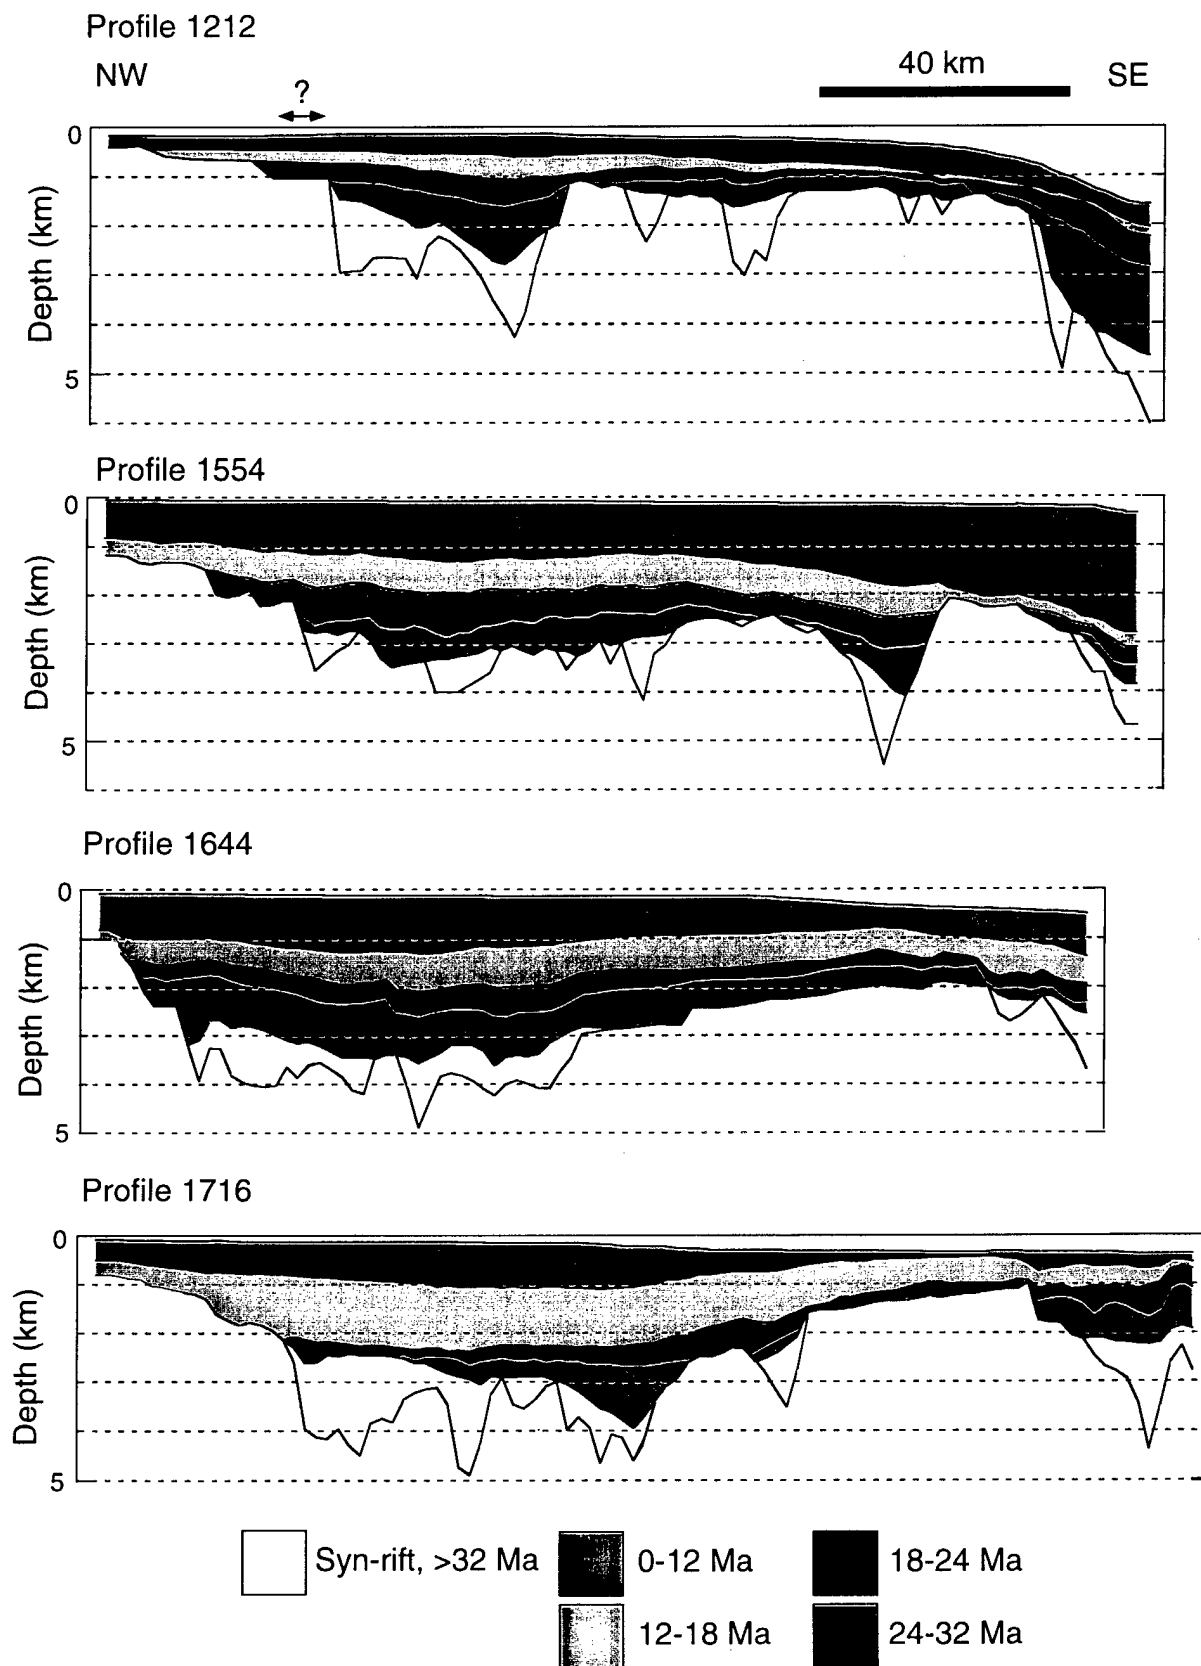 Profile 1212
NW
40 km
SE
?
0
Depth (km)
5
Profile 1554
0
Depth (km)
5
Profile 1644
0
Depth (km)
5
Profile 1716
0
Depth (km)
5
Syn-rift, >32 Ma
0-12 Ma
18-24 Ma
12-18 Ma
24-32 Ma